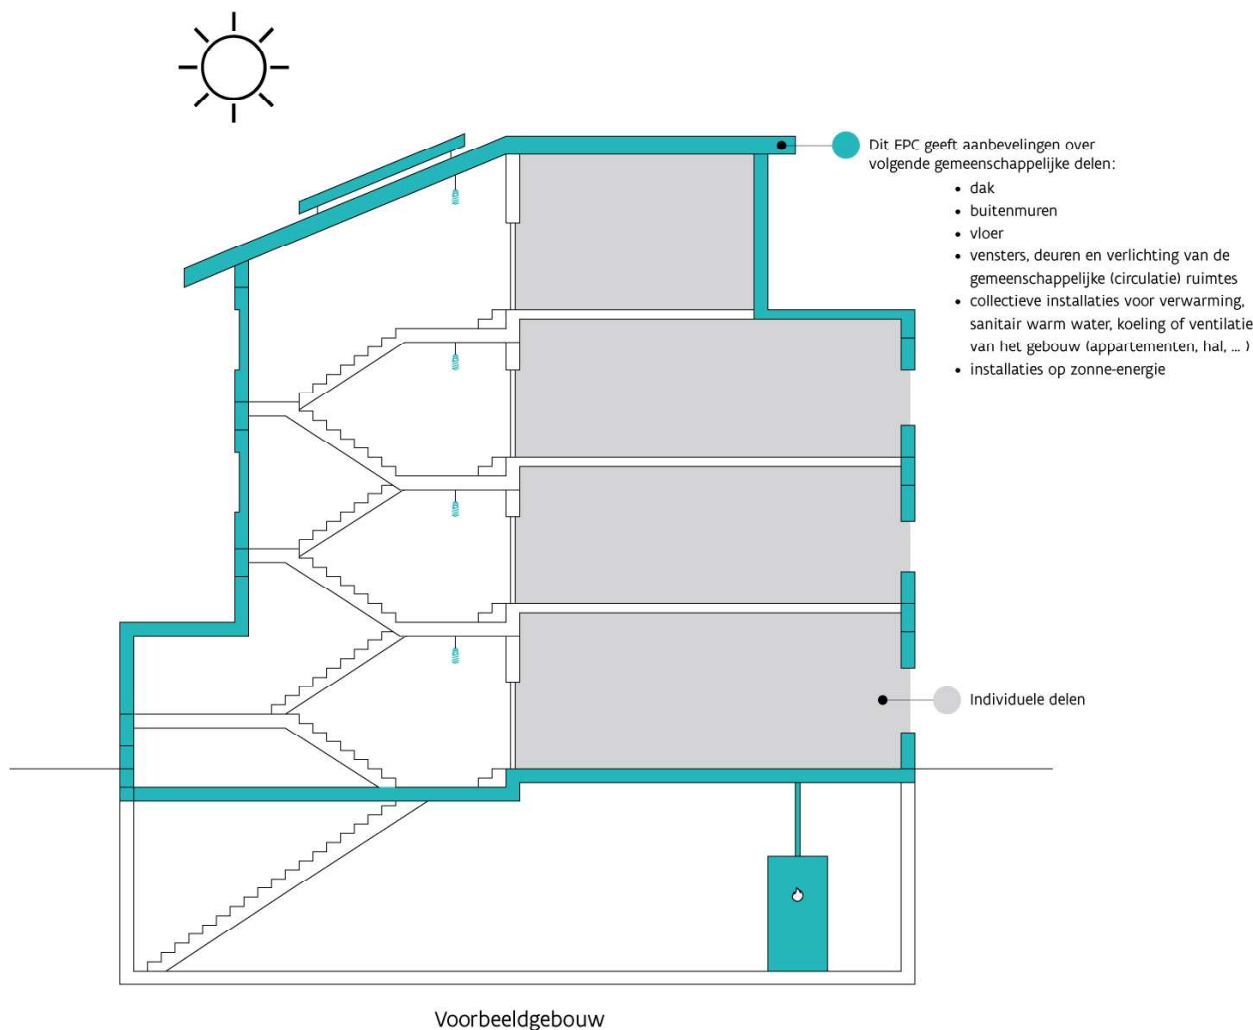 Dit EPC geeft aanbevelingen over
volgende gemeenschappelijke delen:
• dak
• buitenmuren
• vloer
• vensters, deuren en verlichting van de
gemeenschappelijke (circulatie) ruimtes
• collectieve installaties voor verwarming,
sanitair warm water, koeling of ventilatie
van het gebouw (appartementen, hal, ... )
• installaties op zonne-energie
Individuele delen
Voorbeeldgebouw